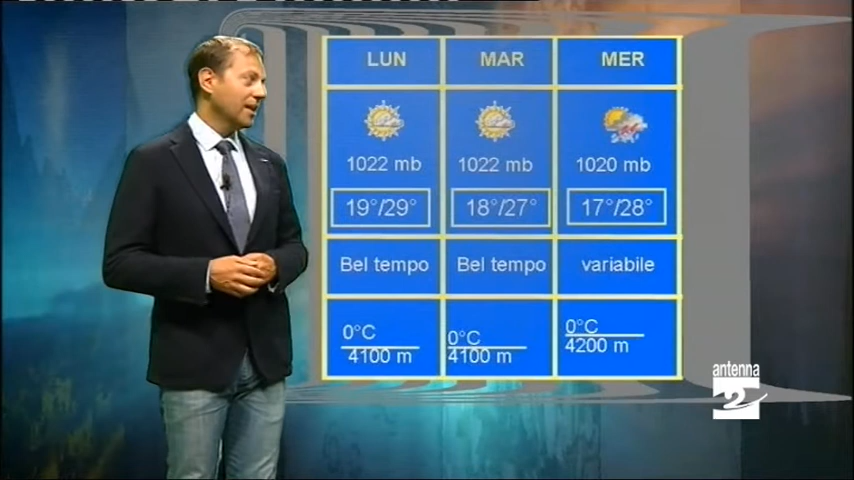 LUN MAR MER
1022 mb 1022 mb 1020 mb
19°/29° 18°/27° 17°/28°
Bel tempo Bel tempo variabile
0°C 0°C 0°C
4100 m 4100 m 4200 m
antenna
2